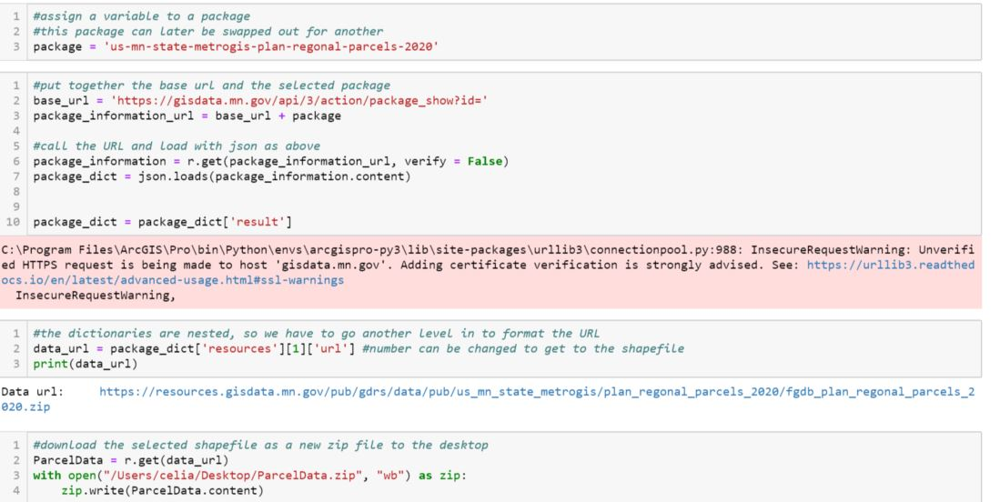 1 #assign a variable to a package
2 #this package can later be swapped out for another
3 package = 'us-mn-state-metrogis-plan-regonal-parcels-2020'
1 #put together the base url and the selected package
2 base_url = 'https://gisdata.mn.gov/api/3/action/package_show?id='
3 package_information_url = base_url + package
4
5 #call the URL and load with json as above
6 package_information = r.get(package_information_url, verify = False)
7 package_dict = json.loads(package_information.content)
8
9
10 package_dict = package_dict['result']
C:\Program Files\ArcGIS\Pro\bin\Python\envs\arcgispro-py3\lib\site-packages\urllib3\connectionpool.py:988: InsecureRequestWarning: Unverifi
ed HTTPS request is being made to host 'gisdata.mn.gov'. Adding certificate verification is strongly advised. See: https://urllib3.readthed
ocs.io/en/latest/advanced-usage.html#ssl-warnings
InsecureRequestWarning,
1 #the dictionaries are nested, so we have to go another level in to format the URL
2 data_url = package_dict['resources'][1]['url'] #number can be changed to get to the shapefile
3 print(data_url)
Data url: https://resources.gisdata.mn.gov/pub/gdrs/data/pub/us_mn_state_metrogis/plan_regonal_parcels_2020/fgdb_plan_regonal_parcels_2
020.zip
1 #download the selected shapefile as a new zip file to the desktop
2 ParcelData = r.get(data_url)
3 with open("/Users/celia/Desktop/ParcelData.zip", "wb") as zip:
4 zip.write(ParcelData.content)